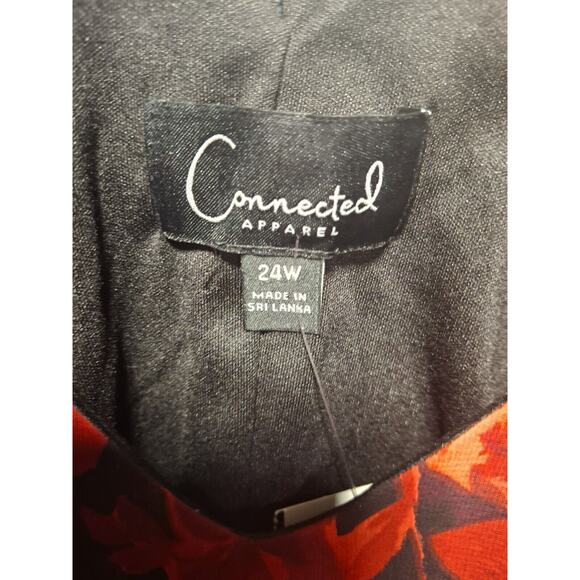 Connected
APPAREL
24W
MADE IN
SRI LANKA